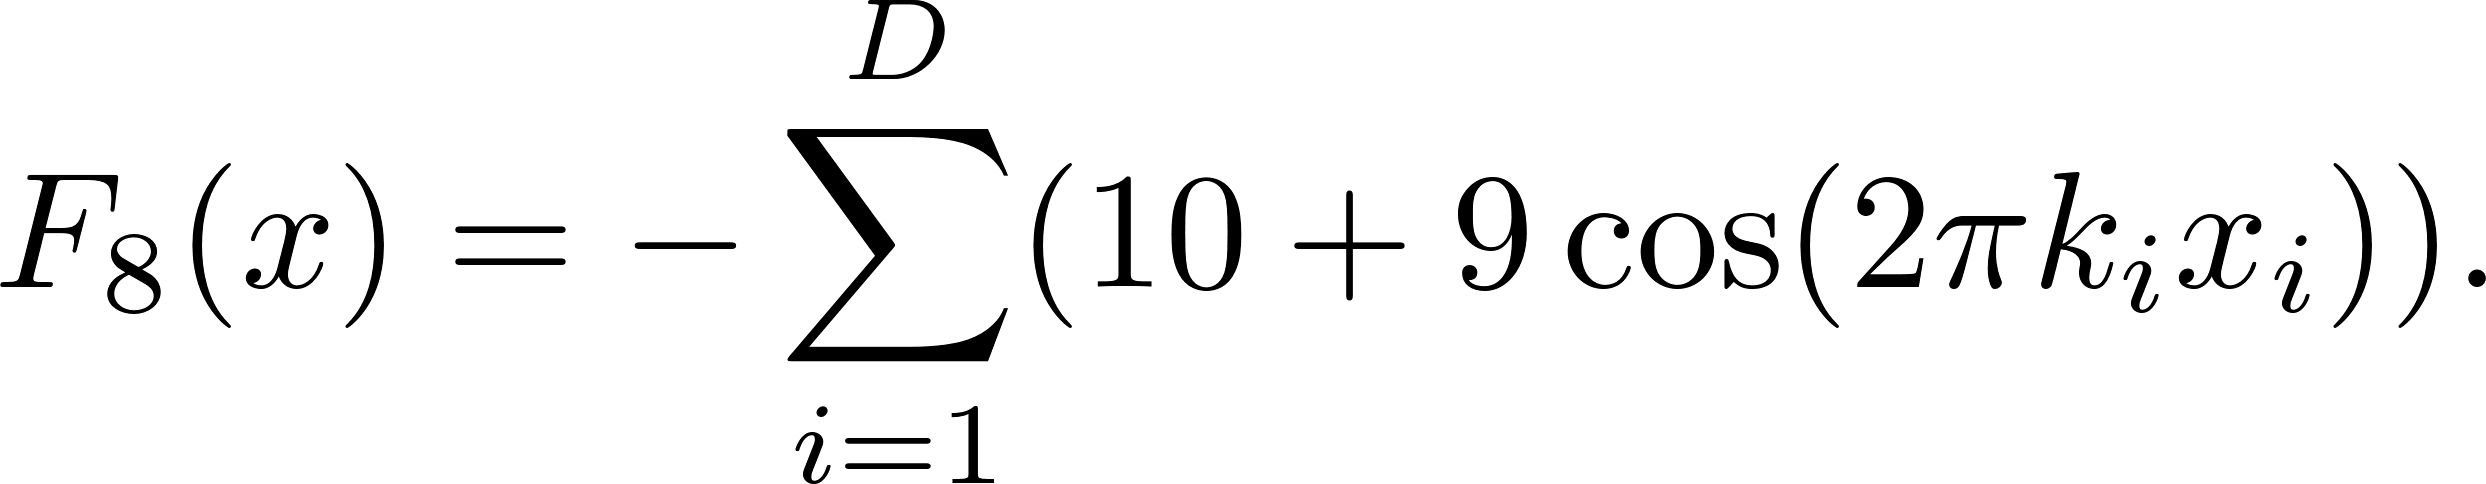 F_8(x) = -\sum_{i=1}^{D} (10 + 9 \cos(2\pi k_i x_i)).